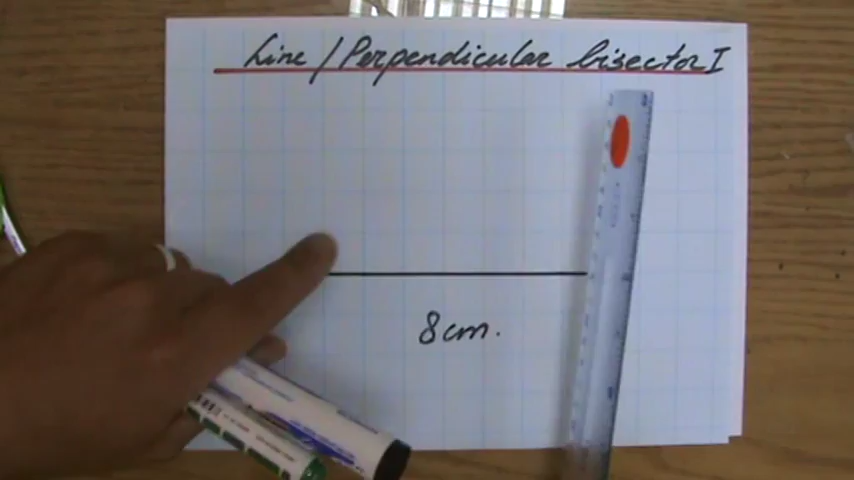 Line / Perpendicular bisector I
8cm.